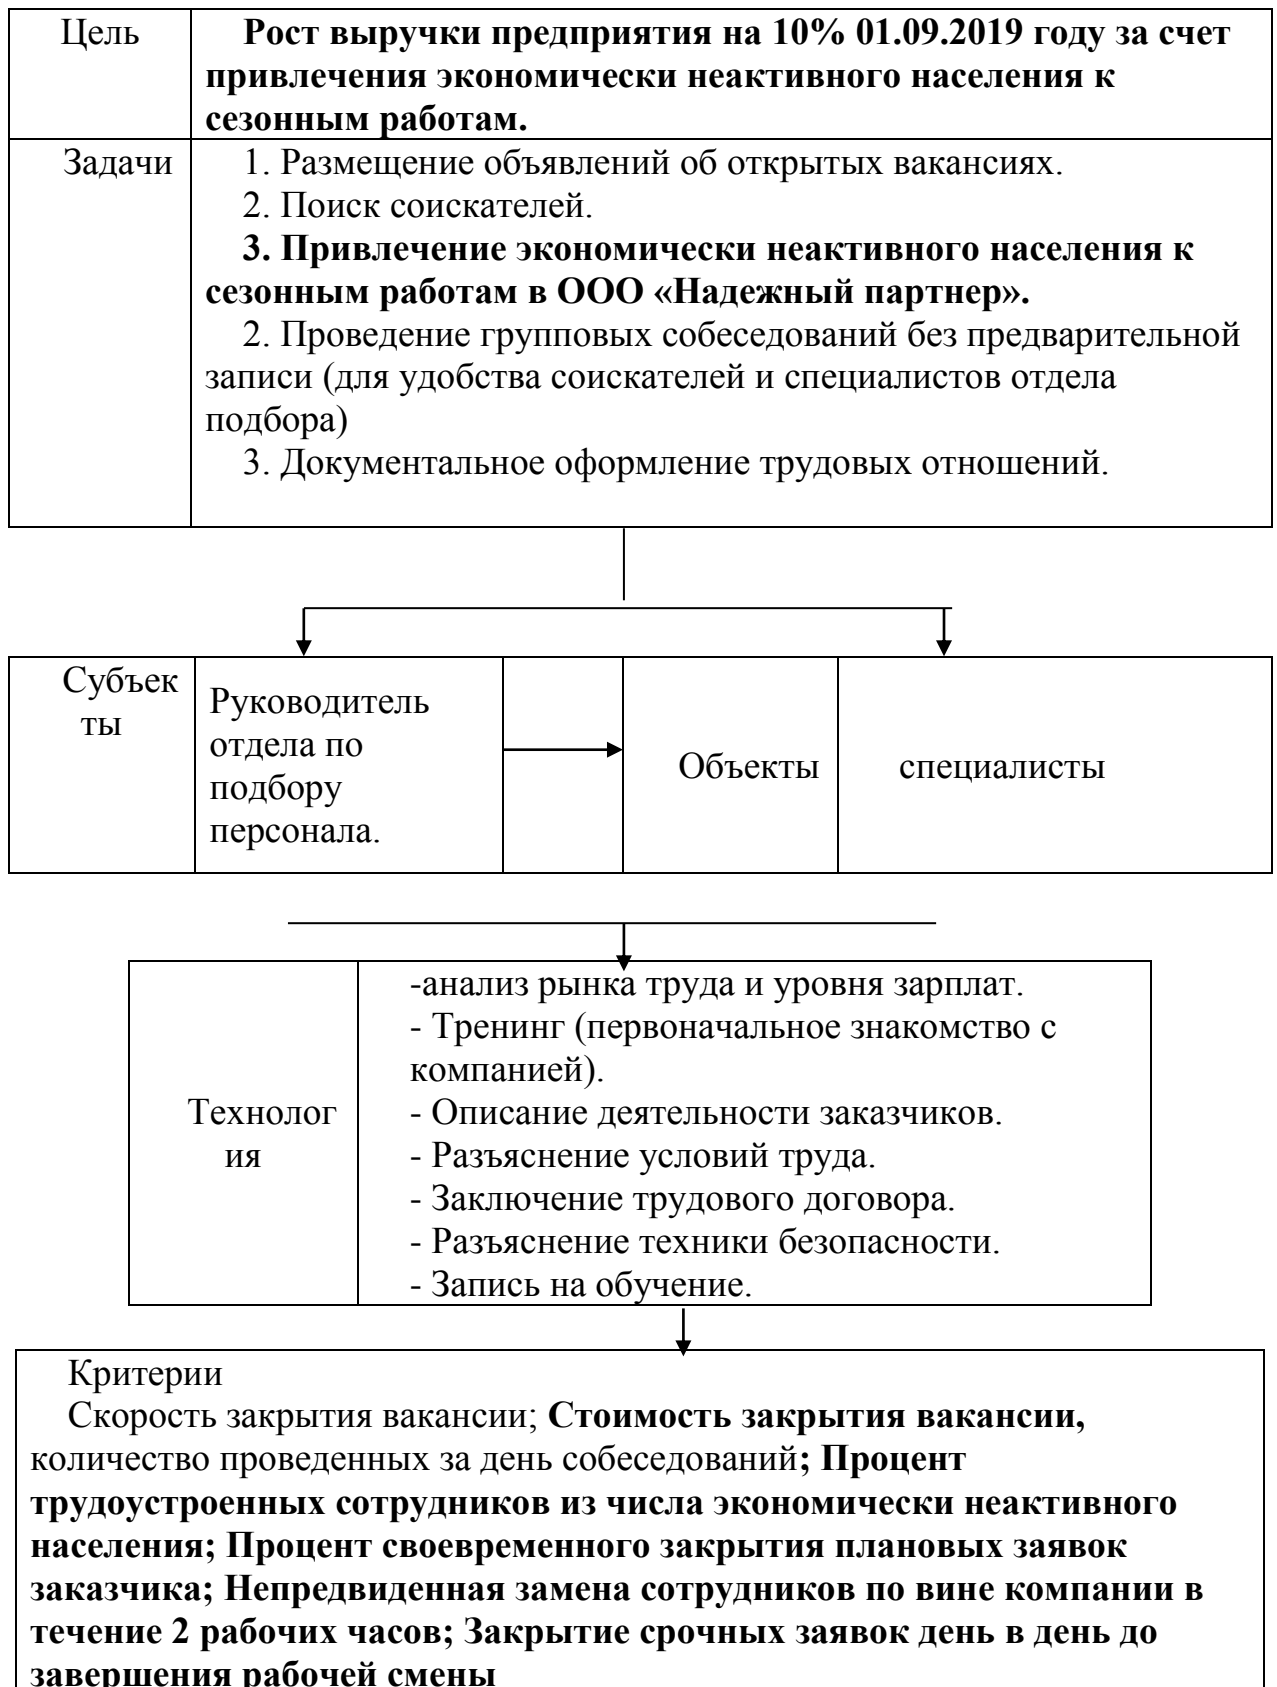 Цель
Рост выручки предприятия на 10% 01.09.2019 году за счет
привлечения экономически неактивного населения к
сезонным работам.
Задачи
1. Размещение объявлений об открытых вакансиях.
2. Поиск соискателей.
3. Привлечение экономически неактивного населения к
сезонным работам в ООО «Надежный партнер».
2. Проведение групповых собеседований без предварительной
записи (для удобства соискателей и специалистов отдела
подбора)
3. Документальное оформление трудовых отношений.
Субъек
ты
Руководитель
отдела по
подбору
персонала.
Объекты
специалисты
Технолог
ия
-анализ рынка труда и уровня зарплат.
- Тренинг (первоначальное знакомство с
компанией).
- Описание деятельности заказчиков.
- Разъяснение условий труда.
- Заключение трудового договора.
- Разъяснение техники безопасности.
- Запись на обучение.
Критерии
Скорость закрытия вакансии; Стоимость закрытия вакансии,
количество проведенных за день собеседований; Процент
трудоустроенных сотрудников из числа экономически неактивного
населения; Процент своевременного закрытия плановых заявок
заказчика; Непредвиденная замена сотрудников по вине компании в
течение 2 рабочих часов; Закрытие срочных заявок день в день до
завершения рабочей смены